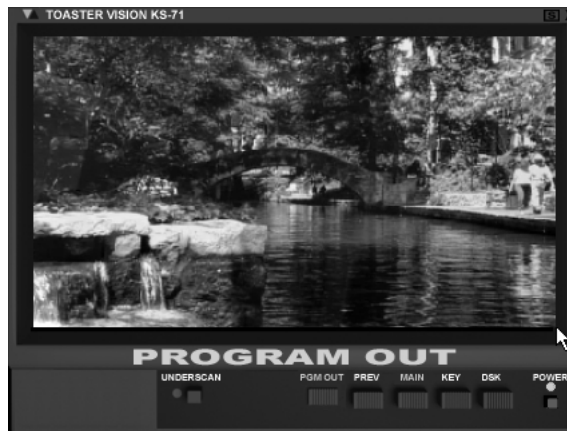 TOASTER VISION KS-71
S
PROGRAM OUT
UNDERSCAN
PGM OUT PREV MAIN KEY DSK POWER